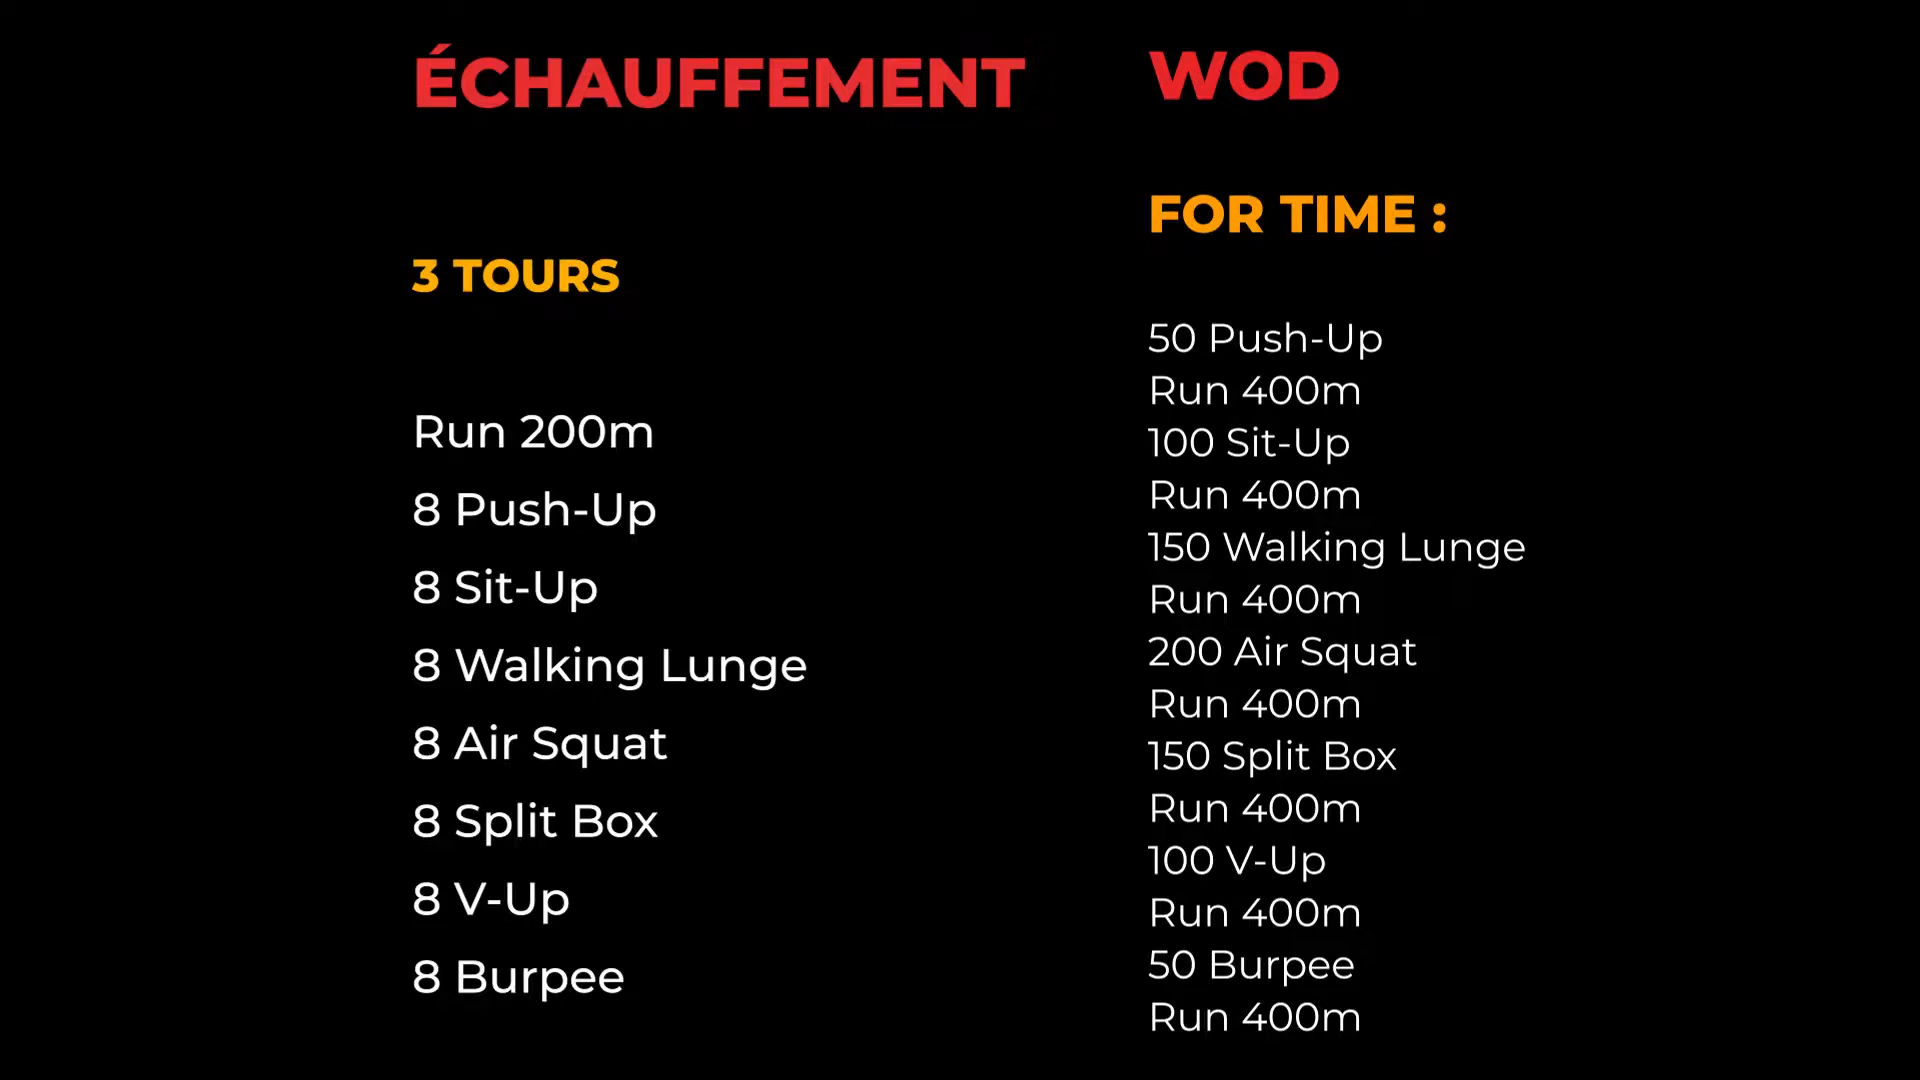 ÉCHAUFFEMENT
3 TOURS
Run 200m
8 Push-Up
8 Sit-Up
8 Walking Lunge
8 Air Squat
8 Split Box
8 V-Up
8 Burpee
WOD
FOR TIME :
50 Push-Up
Run 400m
100 Sit-Up
Run 400m
150 Walking Lunge
Run 400m
200 Air Squat
Run 400m
150 Split Box
Run 400m
100 V-Up
Run 400m
50 Burpee
Run 400m